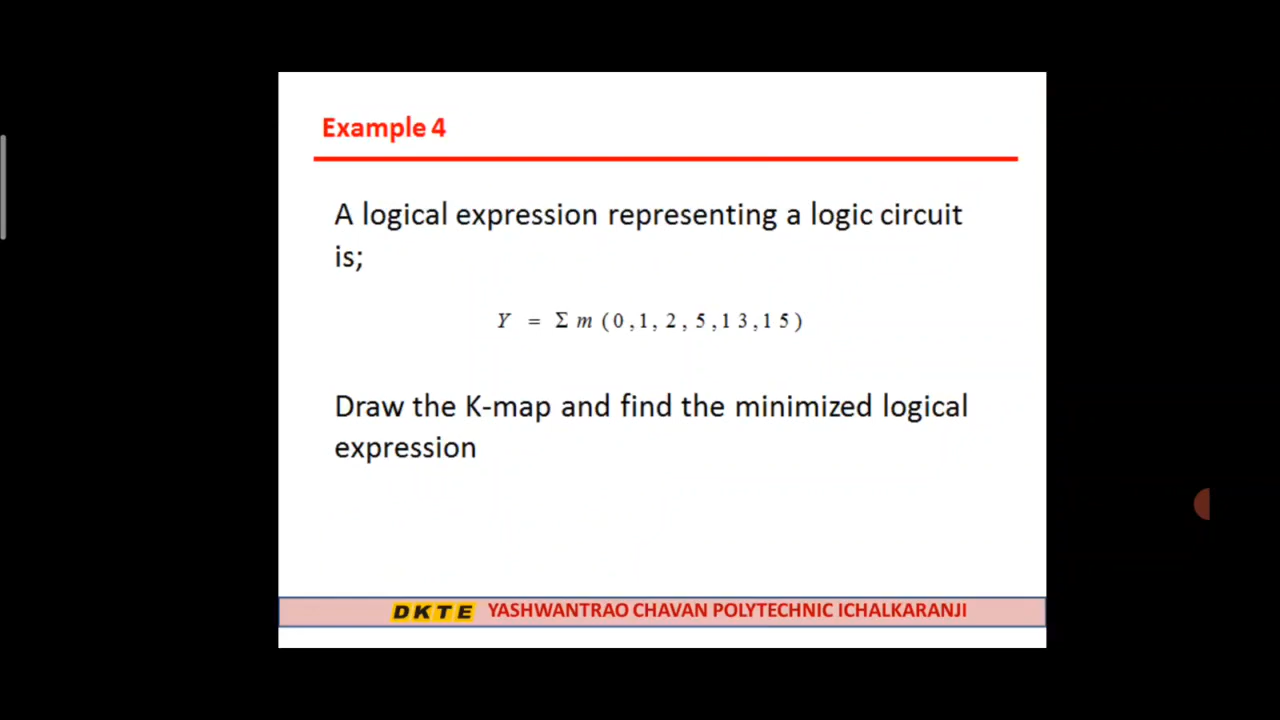 Example 4
A logical expression representing a logic circuit
is;
Y = Σ m (0,1,2,5,13,15)
Draw the K-map and find the minimized logical
expression
DKTE YASHWANTRAO CHAVAN POLYTECHNIC ICHALKARANJI